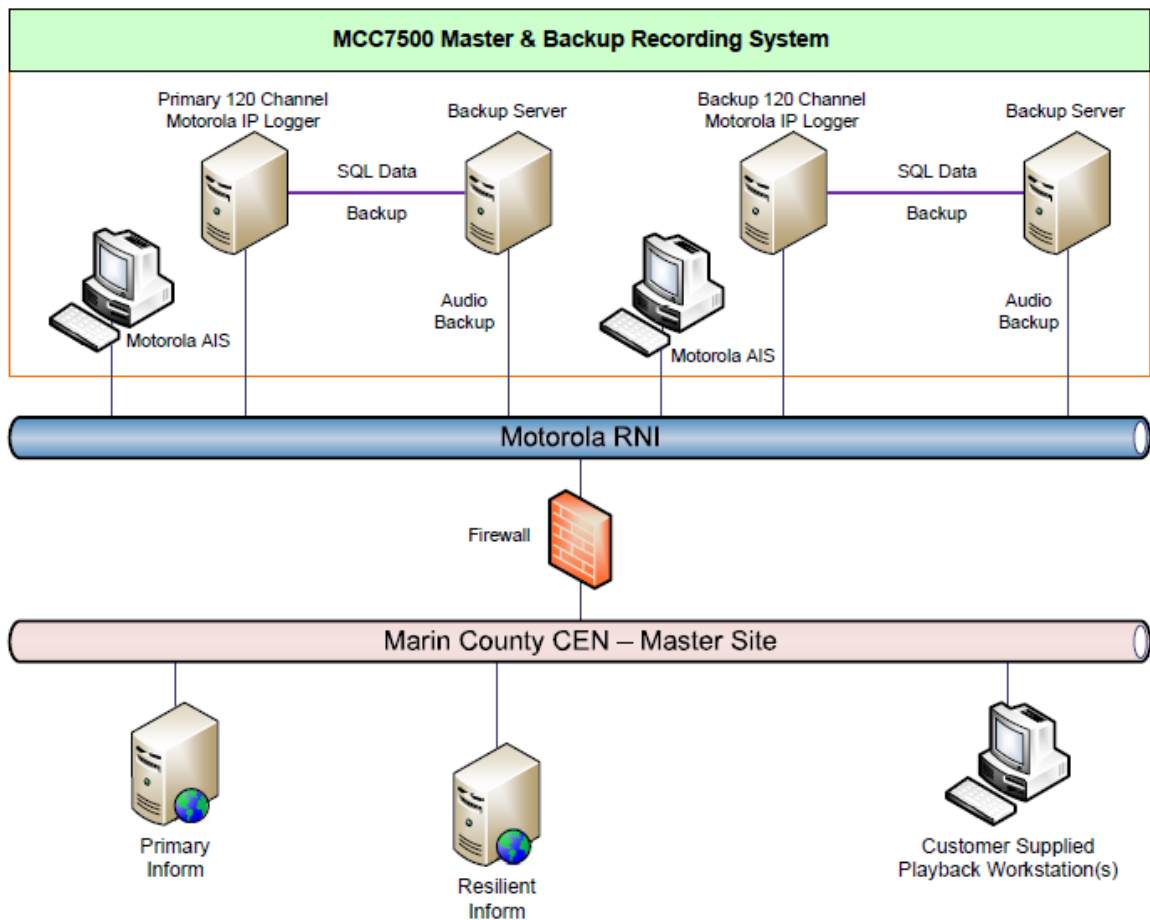 MCC7500 Master & Backup Recording System
Primary 120 Channel
Motorola IP Logger
Backup Server
Backup 120 Channel
Motorola IP Logger
Backup Server
SQL Data
Backup
SQL Data
Backup
Motorola AIS
Audio
Backup
Motorola AIS
Audio
Backup
Motorola RNI
Firewall
Marin County CEN – Master Site
Primary
Inform
Resilient
Inform
Customer Supplied
Playback Workstation(s)